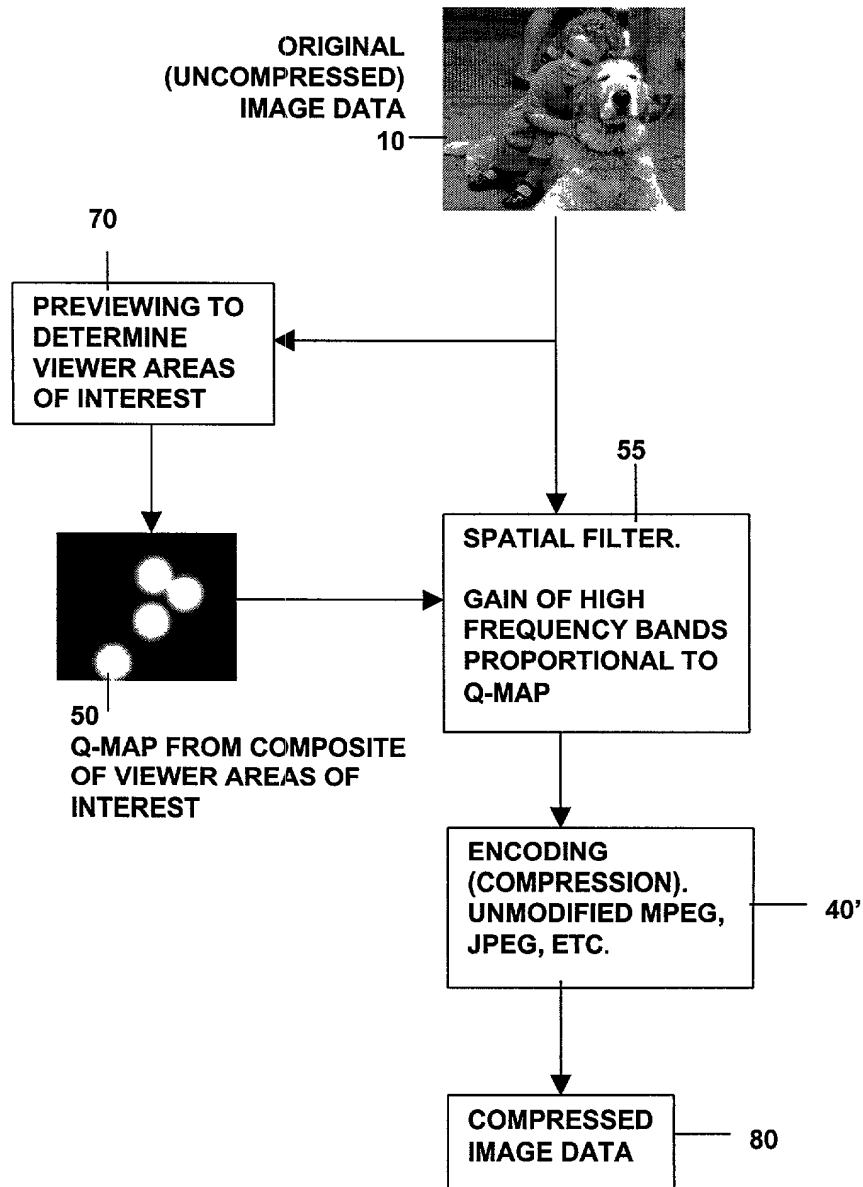 ORIGINAL
(UNCOMPRESSED)
IMAGE DATA
10
70
PREVIEWING TO
DETERMINE
VIEWER AREAS
OF INTEREST
55
SPATIAL FILTER.
GAIN OF HIGH
FREQUENCY BANDS
PROPORTIONAL TO
Q-MAP
50
Q-MAP FROM COMPOSITE
OF VIEWER AREAS OF
INTEREST
ENCODING
(COMPRESSION).
UNMODIFIED MPEG,
JPEG, ETC.
40'
COMPRESSED
IMAGE DATA
80